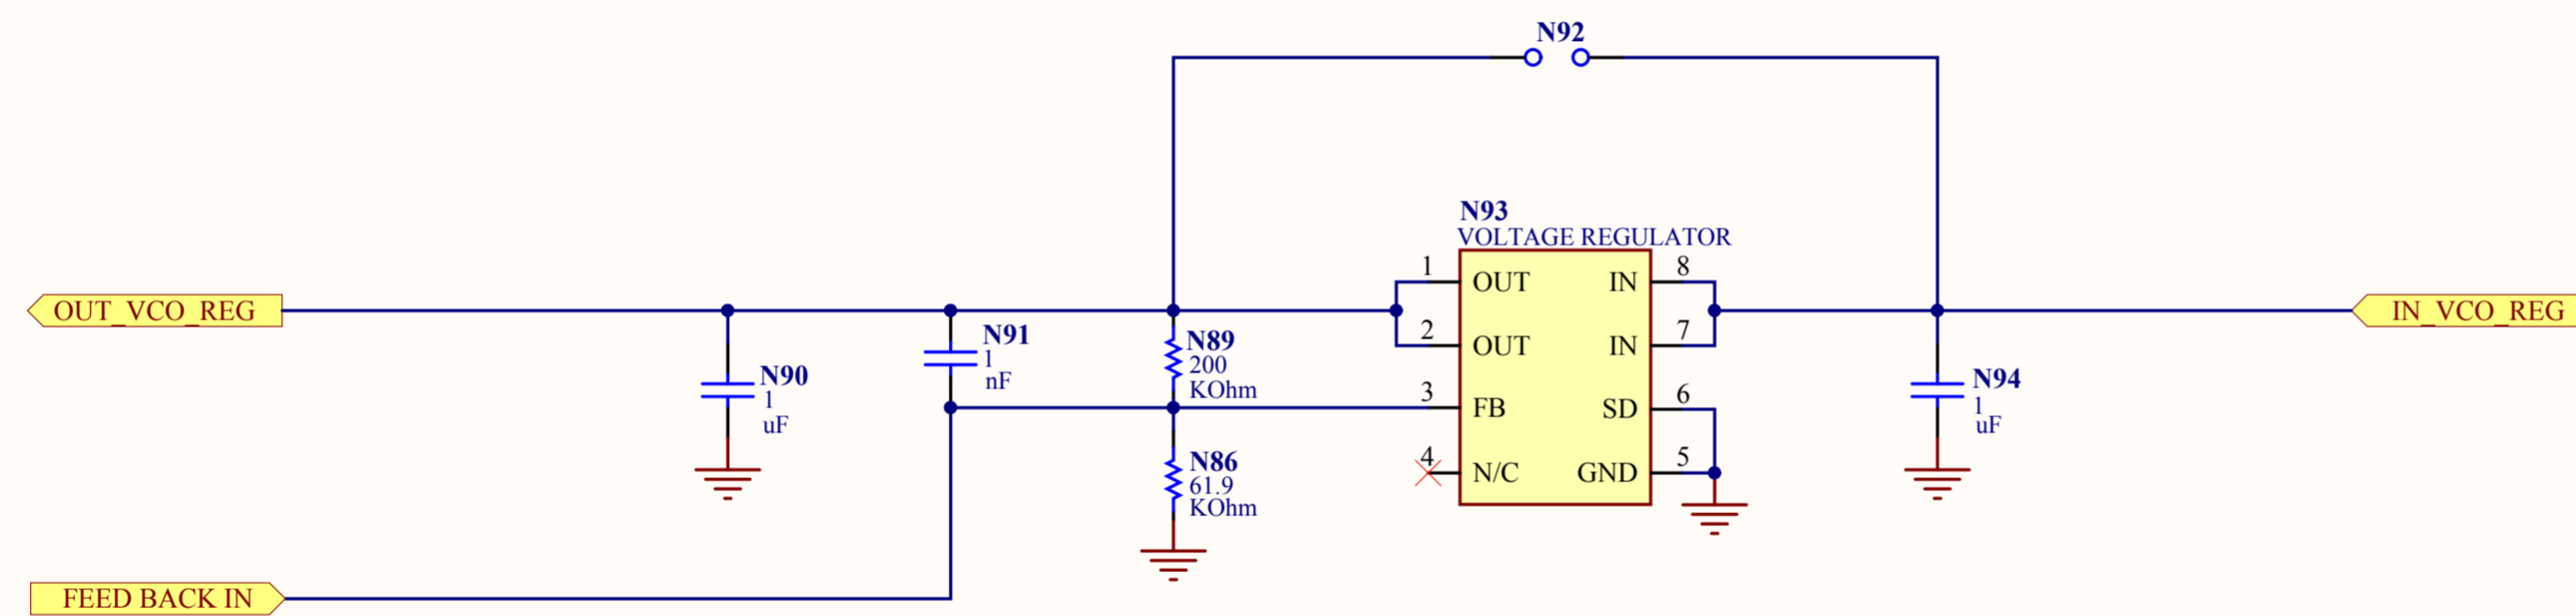 N92
N93
VOLTAGE REGULATOR
1
OUT
IN
8
OUT_VCO_REG
IN_VCO_REG
N91
1
nF
N89
200
KOhm
2
OUT
IN
7
N90
1
uF
N94
1
uF
3
FB
SD
6
N86
61.9
KOhm
4
N/C
GND
5
FEED BACK IN